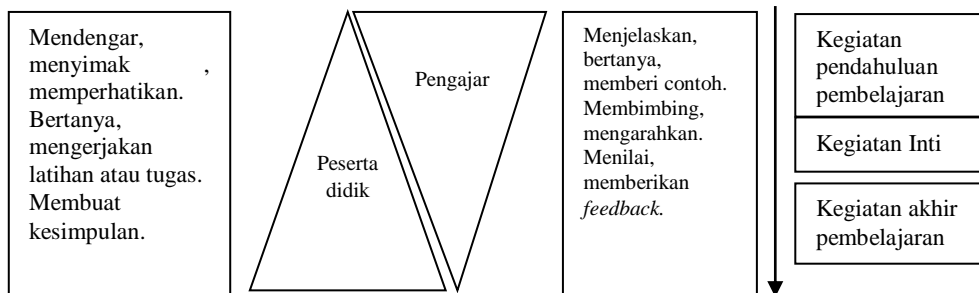 Mendengar,
menyimak ,
memperhatikan.
Bertanya,
mengerjakan
latihan atau tugas.
Membuat
kesimpulan.
Peserta
didik
Pengajar
Menjelaskan,
bertanya,
memberi contoh.
Membimbing,
mengarahkan.
Menilai,
memberikan
feedback.
Kegiatan
pendahuluan
pembelajaran
Kegiatan Inti
Kegiatan akhir
pembelajaran